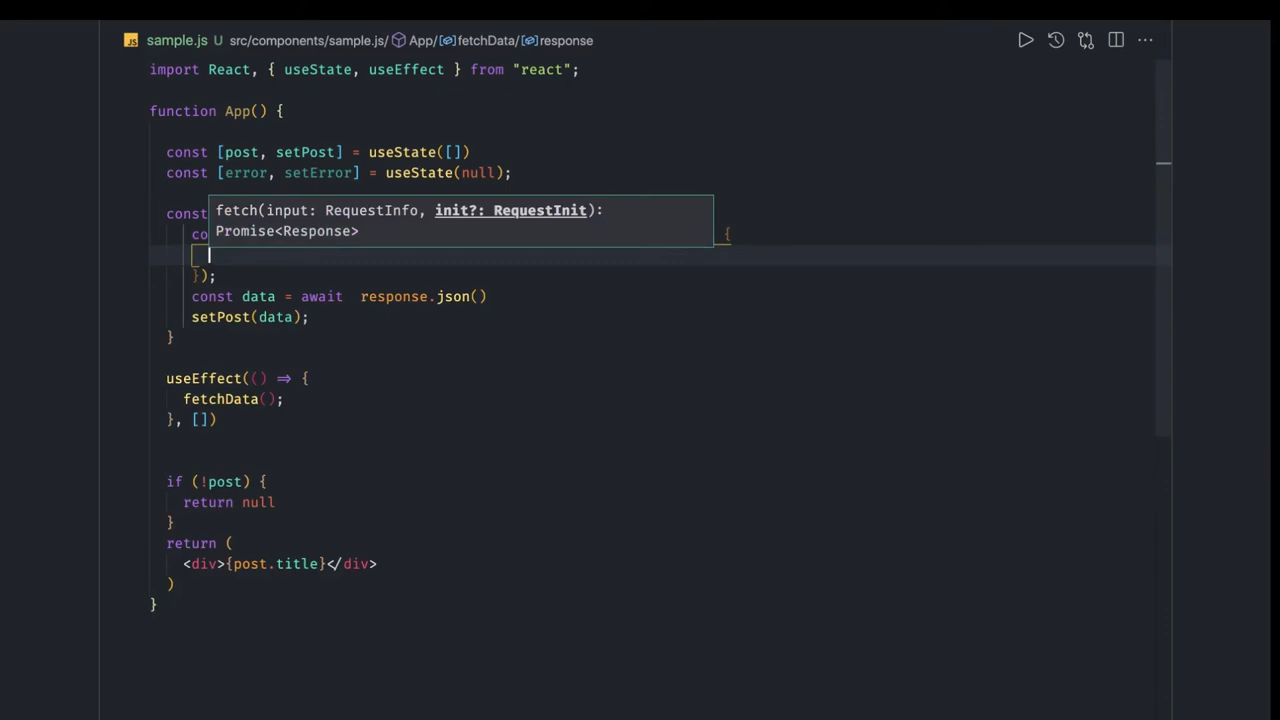 JS sample.js U src/components/sample.js/ App/ fetchData/ response
import React, { useState, useEffect } from "react";
function App() {
const [post, setPost] = useState([])
const [error, setError] = useState(null);
const
fetch(input: RequestInfo, init?: RequestInit):
co {
Promise<Response>
});
const data = await response.json()
setPost(data);
}
useEffect(() => {
fetchData();
}, [])
if (!post) {
return null
}
return (
<div>{post.title}</div>
)
}